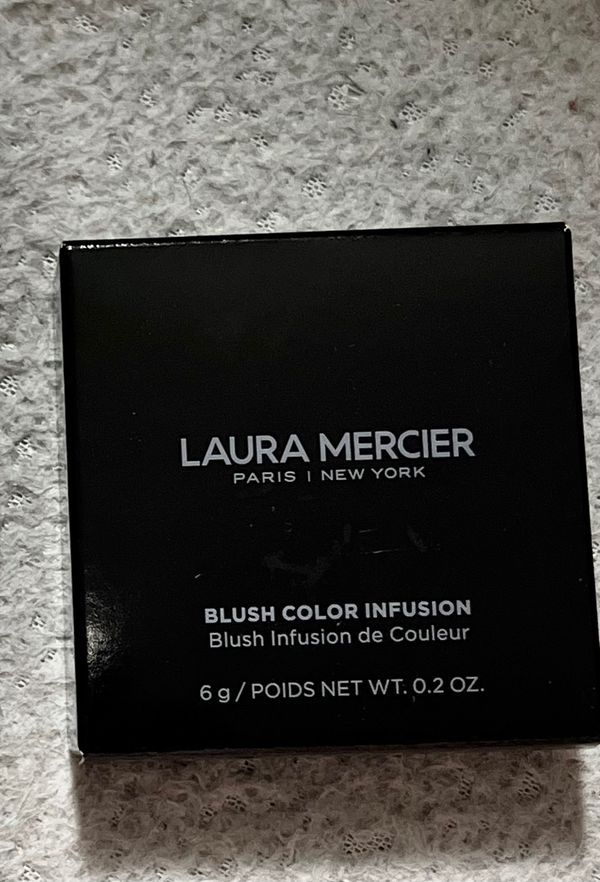 LAURA MERCIER
PARIS | NEW YORK
BLUSH COLOR INFUSION
Blush Infusion de Couleur
6 g / POIDS NET WT. 0.2 OZ.